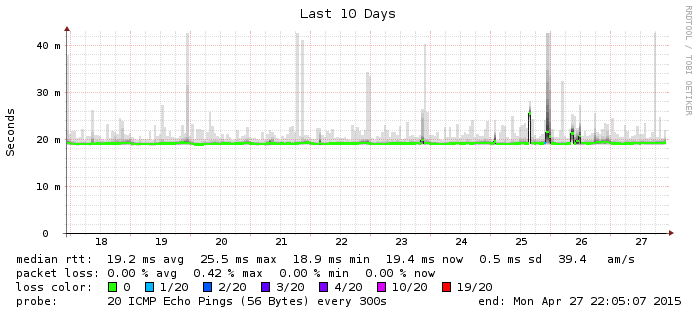 Last 10 Days
RRDTOOL / TOBI OETIKER
Seconds
40 m
30 m
20 m
10 m
0
18 19 20 21 22 23 24 25 26 27
median rtt: 19.2 ms avg 25.5 ms max 18.9 ms min 19.4 ms now 0.5 ms sd 39.4 am/s
packet loss: 0.00 % avg 0.42 % max 0.00 % min 0.00 % now
loss color: 0 1/20 2/20 3/20 4/20 10/20 19/20
probe: 20 ICMP Echo Pings (56 Bytes) every 300s end: Mon Apr 27 22:05:07 2015